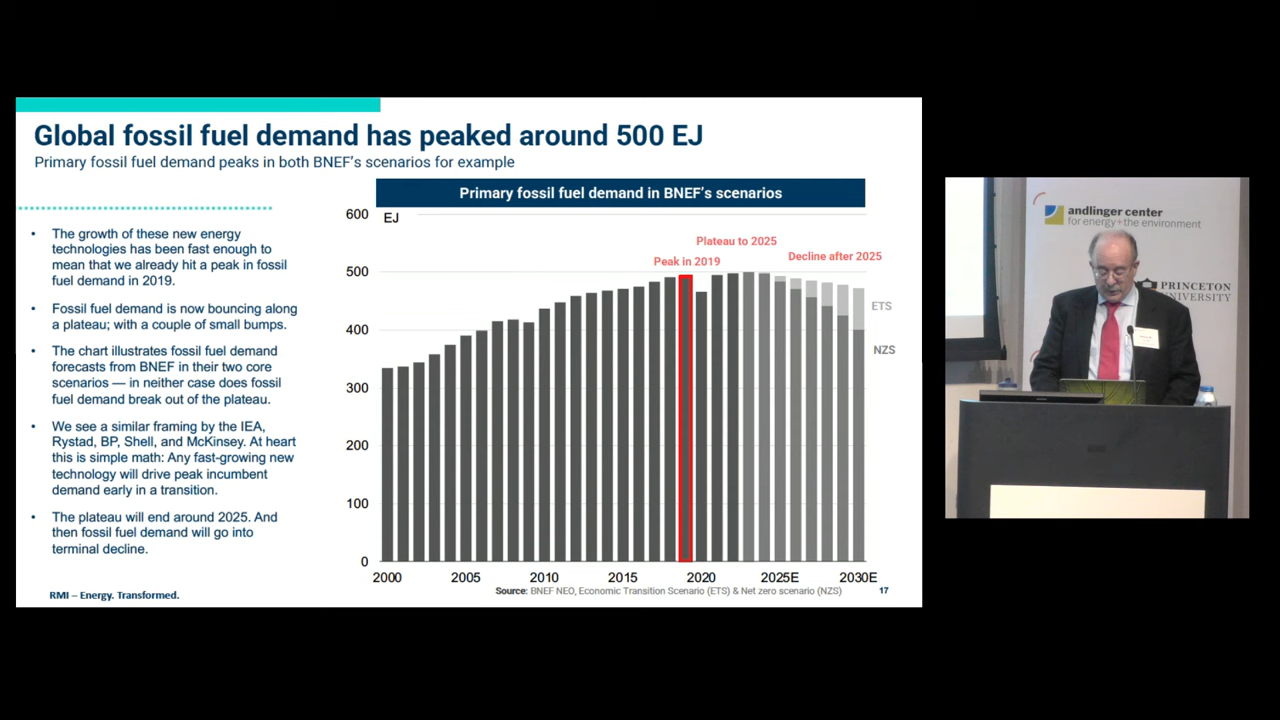 Global fossil fuel demand has peaked around 500 EJ
Primary fossil fuel demand peaks in both BNEF's scenarios for example
• The growth of these new energy
technologies has been fast enough to
mean that we already hit a peak in fossil
fuel demand in 2019.
• Fossil fuel demand is now bouncing along
a plateau; with a couple of small bumps.
• The chart illustrates fossil fuel demand
forecasts from BNEF in their two core
scenarios — in neither case does fossil
fuel demand break out of the plateau.
• We see a similar framing by the IEA,
Rystad, BP, Shell, and McKinsey. At heart
this is simple math: Any fast-growing new
technology will drive peak incumbent
demand early in a transition.
• The plateau will end around 2025. And
then fossil fuel demand will go into
terminal decline.
RMI – Energy. Transformed.
Primary fossil fuel demand in BNEF's scenarios
600
EJ
Plateau to 2025
Peak in 2019
Decline after 2025
500
ETS
400
NZS
300
200
100
0
2000 2005 2010 2015 2020 2025E 2030E
Source: BNEF NEO, Economic Transition Scenario (ETS) & Net zero scenario (NZS)
17
andlinger center
for energy+the environment
PRINCETON
UNIVERSITY